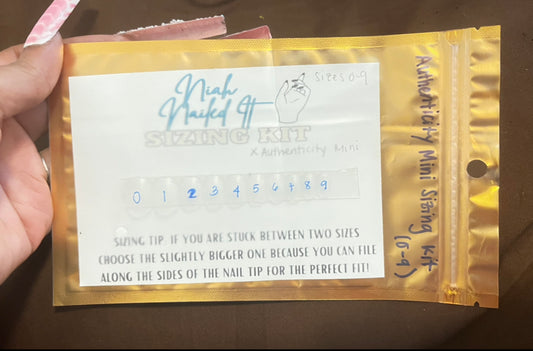 Niah
Nailed It
Sizes 0-9
SIZING KIT
x Authenticity Mini
0 1 2 3 4 5 6 7 8 9
SIZING TIP: IF YOU ARE STUCK BETWEEN TWO SIZES
CHOOSE THE SLIGHTLY BIGGER ONE BECAUSE YOU CAN FILE
ALONG THE SIDES OF THE NAIL TIP FOR THE PERFECT FIT!
Authenticity Mini Sizing Kit
(0-9)